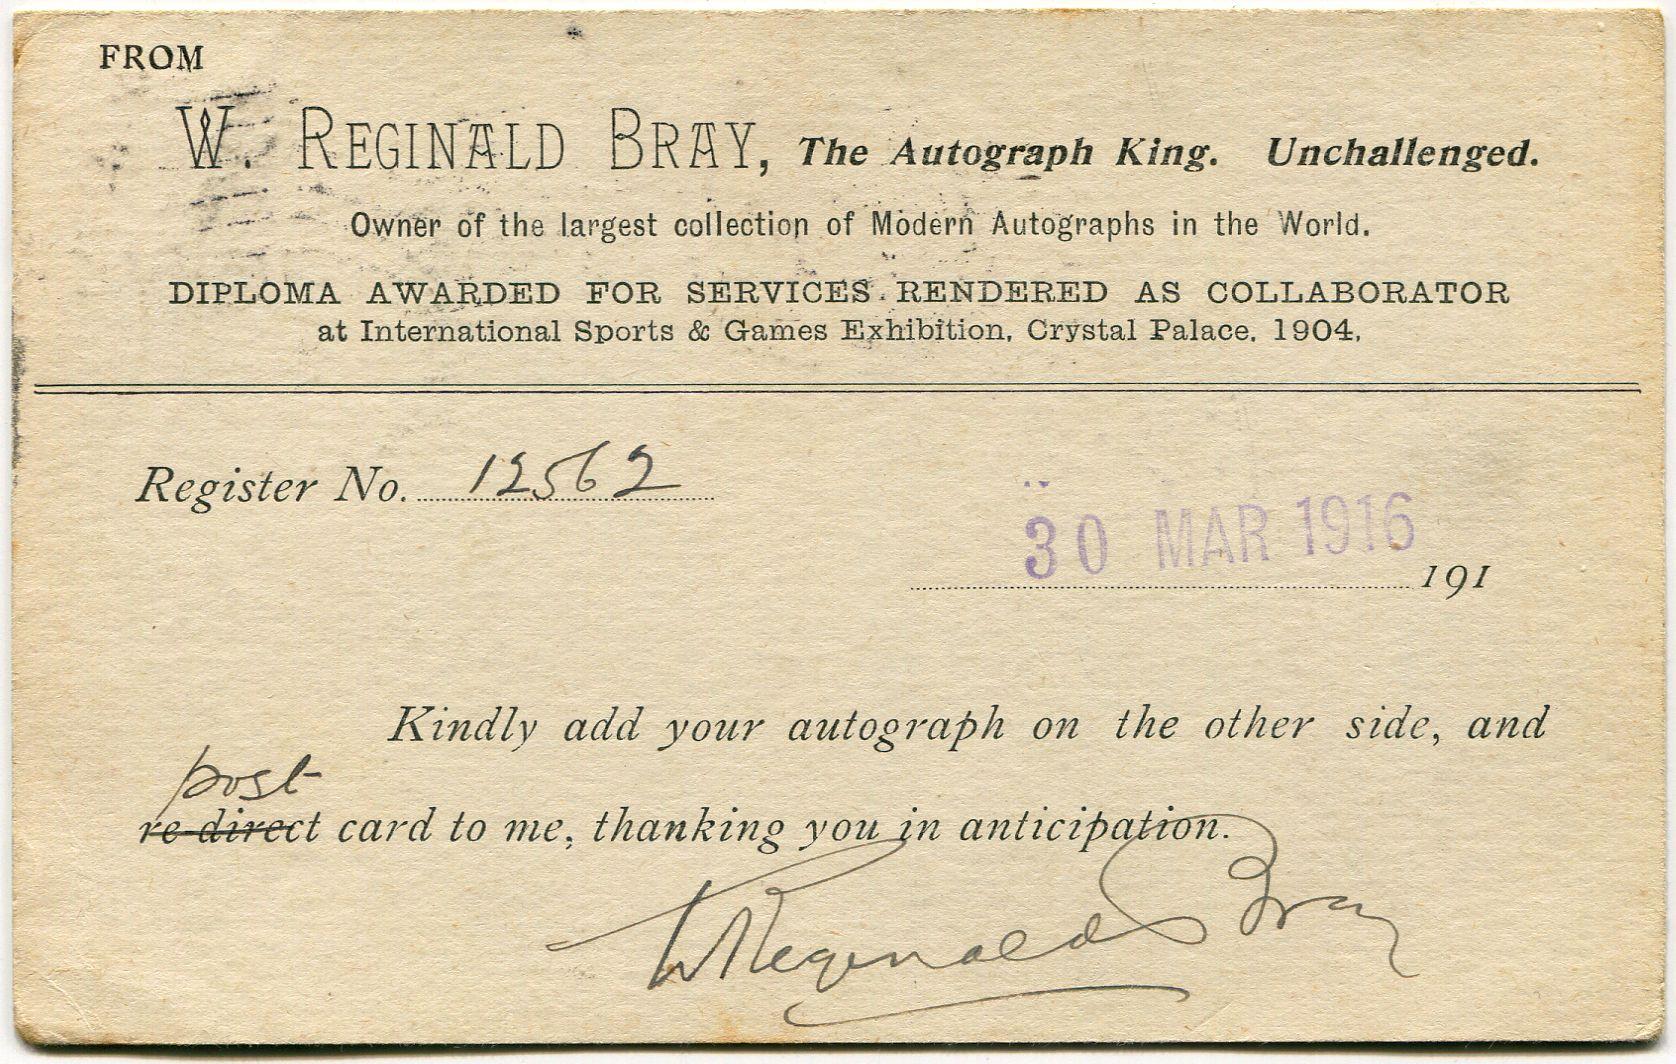 FROM
W. REGINALD BRAY, The Autograph King. Unchallenged.
Owner of the largest collection of Modern Autographs in the World.
DIPLOMA AWARDED FOR SERVICES RENDERED AS COLLABORATOR
at International Sports & Games Exhibition, Crystal Palace, 1904.
Register No. 12562
30 MAR 1916
191
Kindly add your autograph on the other side, and
post
re-direct card to me, thanking you in anticipation.
W Reginald Bray